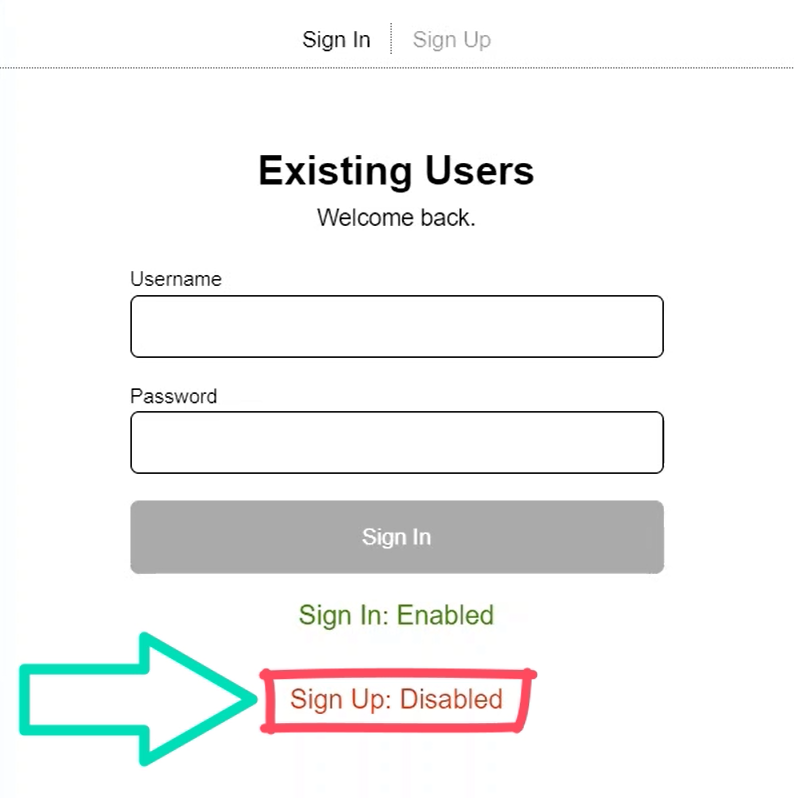 Sign In Sign Up
Existing Users
Welcome back.
Username
Password
Sign In
Sign In: Enabled
Sign Up: Disabled